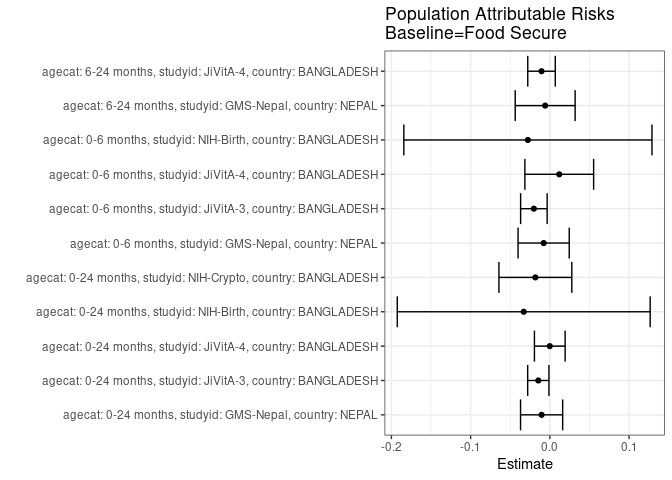 Population Attributable Risks
Baseline=Food Secure
agecat: 6-24 months, studyid: JiVitA-4, country: BANGLADESH
agecat: 6-24 months, studyid: GMS-Nepal, country: NEPAL
agecat: 0-6 months, studyid: NIH-Birth, country: BANGLADESH
agecat: 0-6 months, studyid: JiVitA-4, country: BANGLADESH
agecat: 0-6 months, studyid: JiVitA-3, country: BANGLADESH
agecat: 0-6 months, studyid: GMS-Nepal, country: NEPAL
agecat: 0-24 months, studyid: NIH-Crypto, country: BANGLADESH
agecat: 0-24 months, studyid: NIH-Birth, country: BANGLADESH
agecat: 0-24 months, studyid: JiVitA-4, country: BANGLADESH
agecat: 0-24 months, studyid: JiVitA-3, country: BANGLADESH
agecat: 0-24 months, studyid: GMS-Nepal, country: NEPAL
-0.2 -0.1 0.0 0.1
Estimate